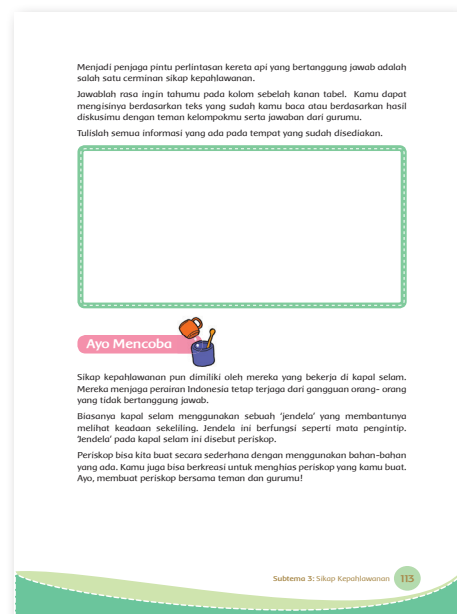 Menjadi penjaga pintu perlintasan kereta api yang bertanggung jawab adalah
salah satu cerminan sikap kepahlawanan.
Jawablah rasa ingin tahumu pada kolom sebelah kanan tabel. Kamu dapat
mengisinya berdasarkan teks yang sudah kamu baca atau berdasarkan hasil
diskusimu dengan teman kelompokmu serta jawaban dari gurumu.
Tulislah semua informasi yang ada pada tempat yang sudah disediakan.
Ayo Mencoba
Sikap kepahlawanan pun dimiliki oleh mereka yang bekerja di kapal selam.
Mereka menjaga perairan Indonesia tetap terjaga dari gangguan orang- orang
yang tidak bertanggung jawab.
Biasanya kapal selam menggunakan sebuah 'jendela' yang membantunya
melihat keadaan sekeliling. Jendela ini berfungsi seperti mata pengintip.
'Jendela' pada kapal selam ini disebut periskop.
Periskop bisa kita buat secara sederhana dengan menggunakan bahan-bahan
yang ada. Kamu juga bisa berkreasi untuk menghias periskop yang kamu buat.
Ayo, membuat periskop bersama teman dan gurumu!
Subtema 3: Sikap Kepahlawanan 113